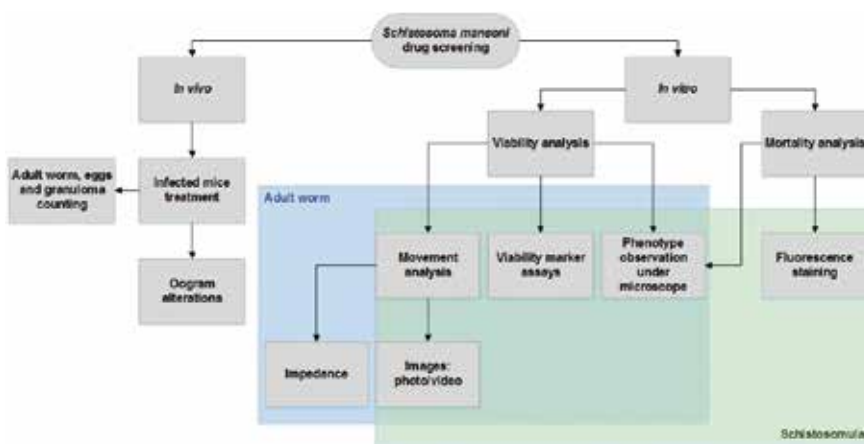 Schistosoma mansoni
drug screening
In vivo
In vitro
Viability analysis
Mortality analysis
Adult worm, eggs
and granuloma
counting
Infected mice
treatment
Adult worm
Movement
analysis
Viability marker
assays
Phenotype
observation
under
microscope
Fluorescence
staining
Oogram
alterations
Impedence
Images:
photo/video
Schistosomula